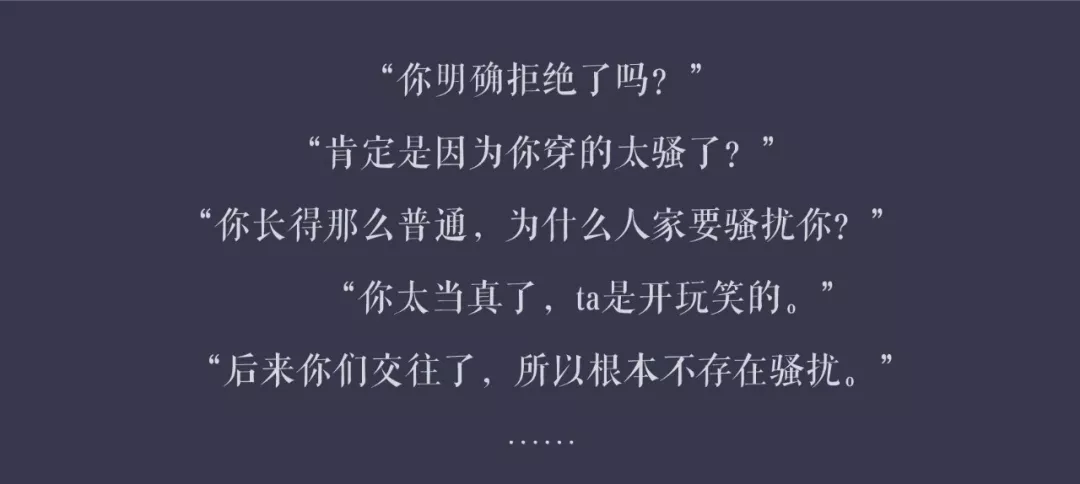 “你明确拒绝了吗？”
“肯定是因为你穿的太骚了？”
“你长得那么普通，为什么人家要骚扰你？”
“你太当真了，ta是开玩笑的。”
“后来你们交往了，所以根本不存在骚扰。”
……